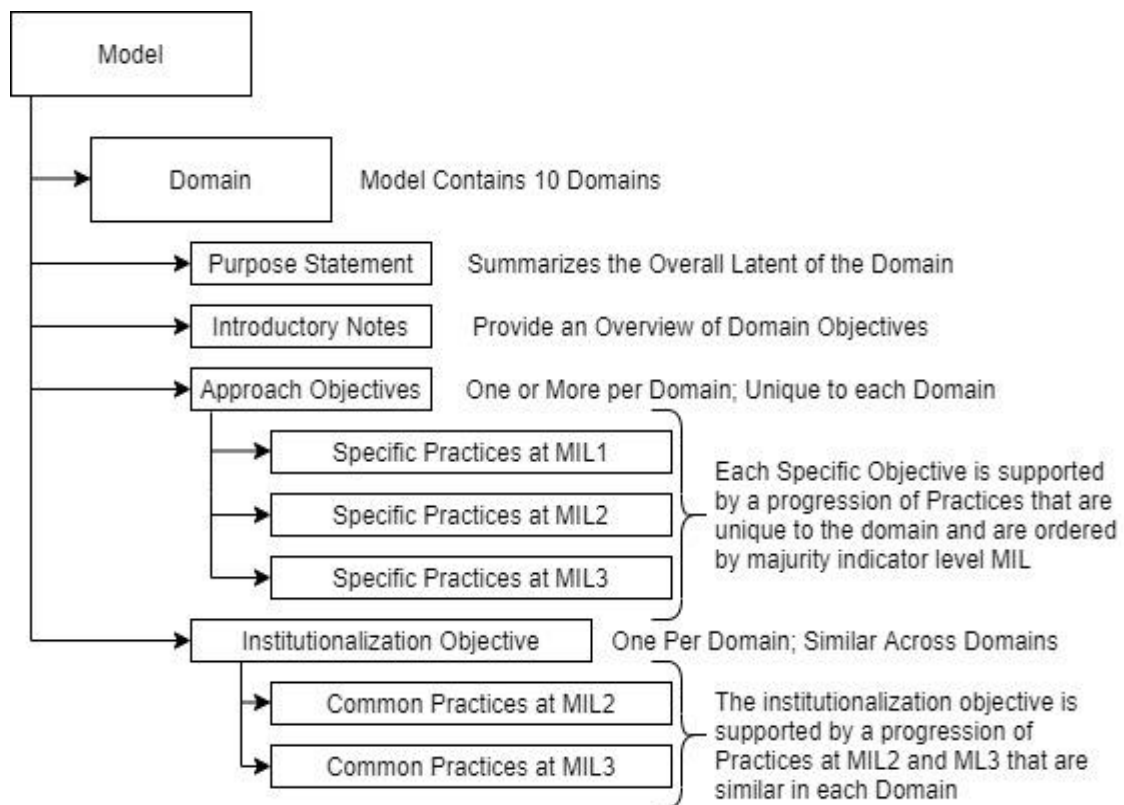 Model
Domain
Model Contains 10 Domains
Purpose Statement
Summarizes the Overall Latent of the Domain
Introductory Notes
Provide an Overview of Domain Objectives
Approach Objectives
One or More per Domain; Unique to each Domain
Specific Practices at MIL1
Specific Practices at MIL2
Specific Practices at MIL3
Each Specific Objective is supported
by a progression of Practices that are
unique to the domain and are ordered
by majurity indicator level MIL
Institutionalization Objective
One Per Domain; Similar Across Domains
Common Practices at MIL2
Common Practices at MIL3
The institutionalization objective is
supported by a progression of
Practices at MIL2 and ML3 that are
similar in each Domain